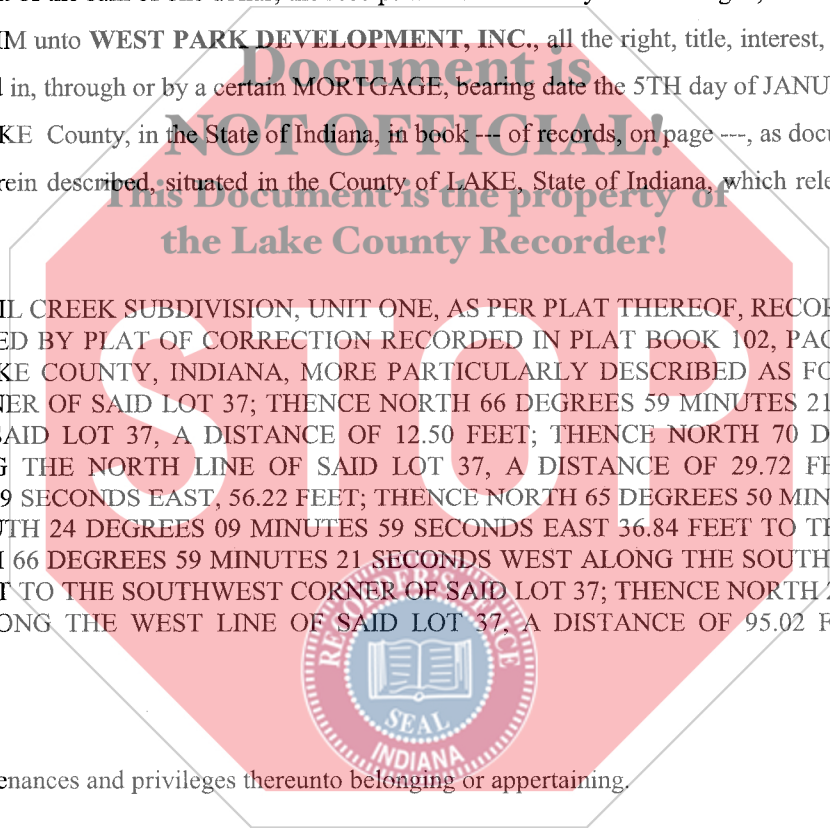 IM unto WEST PARK DEVELOPMENT, INC., all the right, title, interest,
Document is
in, through or by a certain MORTGAGE, bearing date the 5TH day of JANU
KE County, in the State of Indiana, in book --- of records, on page ---, as docu
NOT OFFICIAL!
rein described, situated in the County of LAKE, State of Indiana, which rele
This Document is the property of
the Lake County Recorder!
IL CREEK SUBDIVISION, UNIT ONE, AS PER PLAT THEREOF, RECOR
ED BY PLAT OF CORRECTION RECORDED IN PLAT BOOK 102, PAG
KE COUNTY, INDIANA, MORE PARTICULARLY DESCRIBED AS FO
NER OF SAID LOT 37; THENCE NORTH 66 DEGREES 59 MINUTES 21
SAID LOT 37, A DISTANCE OF 12.50 FEET; THENCE NORTH 70 D
G THE NORTH LINE OF SAID LOT 37, A DISTANCE OF 29.72 FE
STOP
9 SECONDS EAST, 56.22 FEET; THENCE NORTH 65 DEGREES 50 MIN
UTH 24 DEGREES 09 MINUTES 59 SECONDS EAST 36.84 FEET TO TH
66 DEGREES 59 MINUTES 21 SECONDS WEST ALONG THE SOUTH
T TO THE SOUTHWEST CORNER OF SAID LOT 37; THENCE NORTH 2
ONG THE WEST LINE OF SAID LOT 37, A DISTANCE OF 95.02 F
RECORDER'S OFFICE
SEAL
INDIANA
enances and privileges thereunto belonging or appertaining.